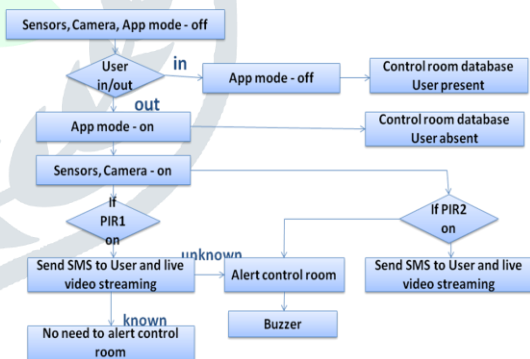 Sensors, Camera, App mode - off
User
in/out
in
App mode - off
Control room database
User present
out
App mode - on
Control room database
User absent
Sensors, Camera - on
If
PIR1
on
If PIR2
on
unknown
Send SMS to User and live
video streaming
Alert control room
Send SMS to User and live
video streaming
known
No need to alert control
room
Buzzer